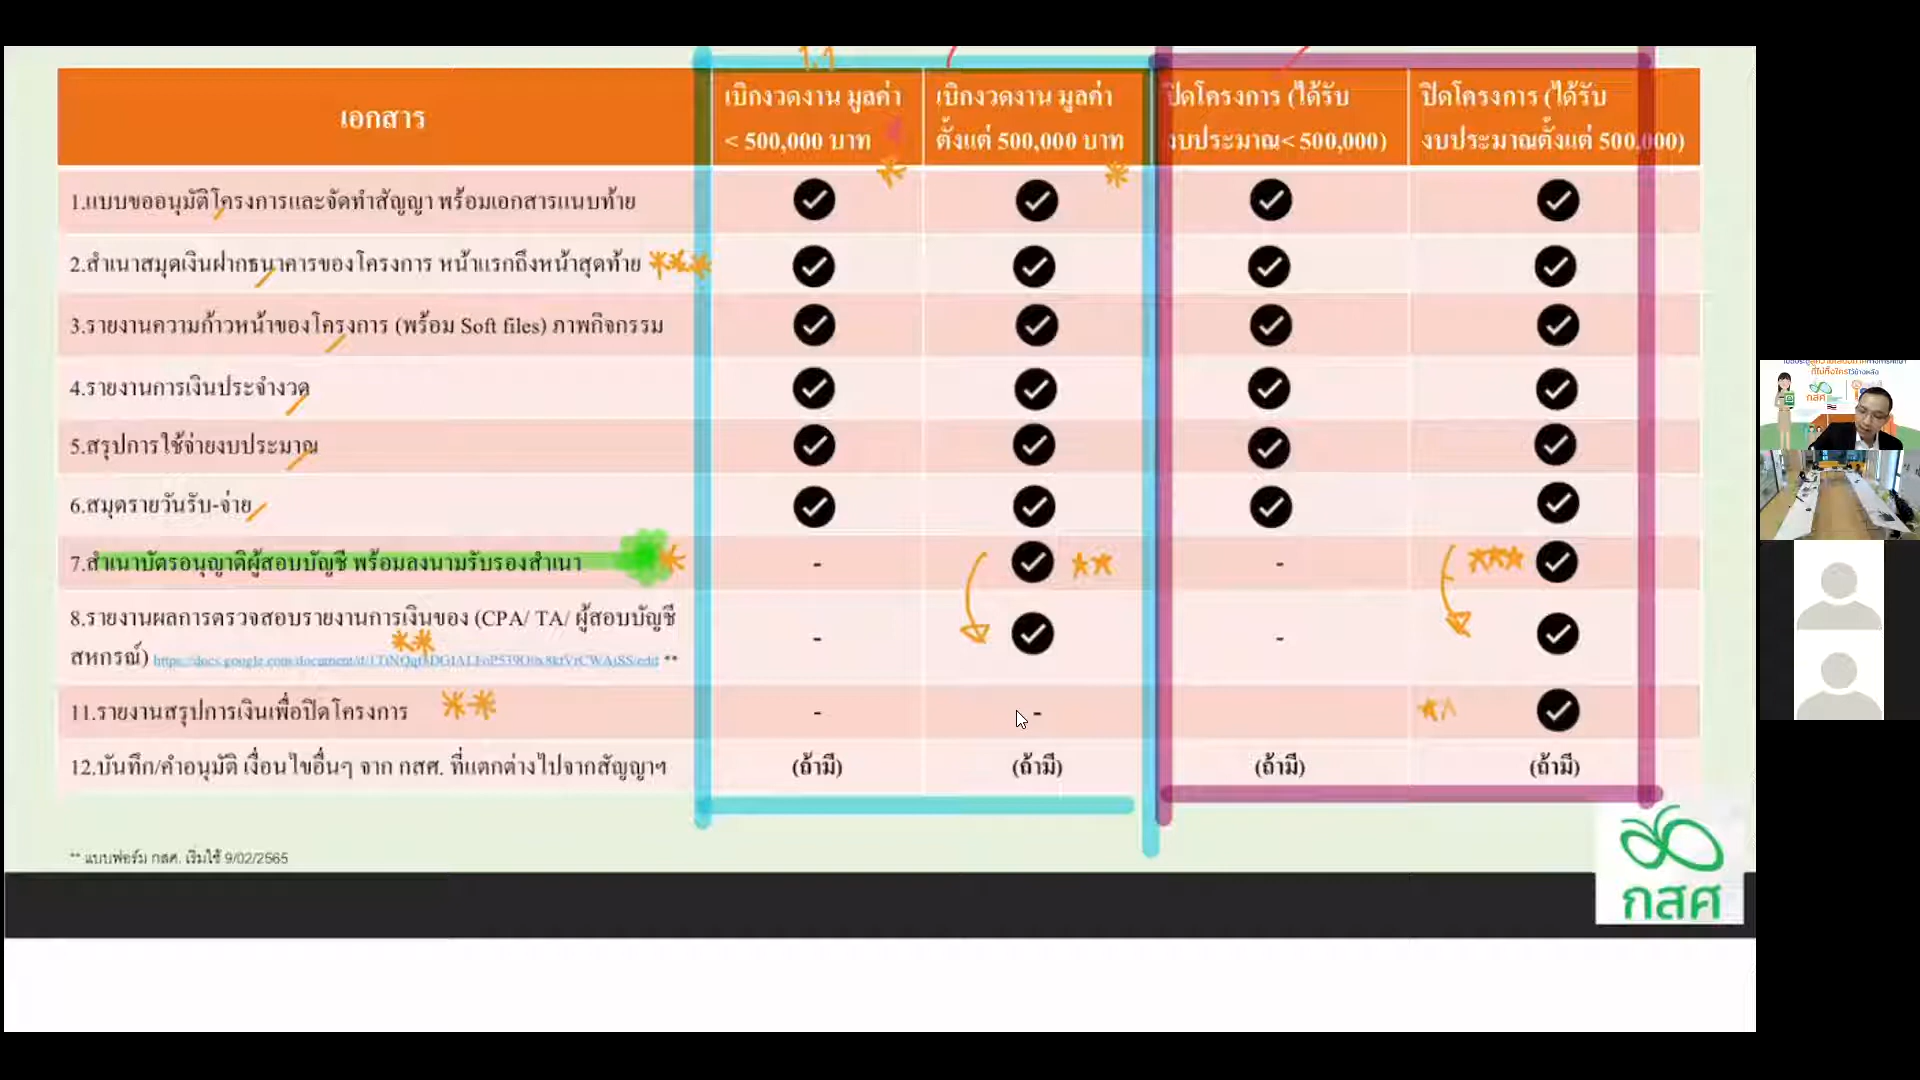 1.1
เอกสาร
เบิกงวดงาน มูลค่า
< 500,000 บาท
เบิกงวดงาน มูลค่า
ตั้งแต่ 500,000 บาท
ปิดโครงการ (ได้รับ
งบประมาณ< 500,000)
ปิดโครงการ (ได้รับ
งบประมาณตั้งแต่ 500,000)
1.แบบขออนุมัติโครงการและจัดทำสัญญา พร้อมเอกสารแนบท้าย
2.สำเนาสมุดเงินฝากธนาคารของโครงการ หน้าแรกถึงหน้าสุดท้าย
3.รายงานความก้าวหน้าของโครงการ (พร้อม Soft files) ภาพกิจกรรม
4.รายงานการเงินประจำงวด
5.สรุปการใช้จ่ายงบประมาณ
6.สมุดรายวันรับ-จ่าย
7.สำเนาบัตรอนุญาติผู้สอบบัญชี พร้อมลงนามรับรองสำเนา - -
8.รายงานผลการตรวจสอบรายงานการเงินของ (CPA/ TA/ ผู้สอบบัญชี
สหกรณ์) ** - -
11.รายงานสรุปการเงินเพื่อปิดโครงการ - -
12.บันทึก/คำอนุมัติ เงื่อนไขอื่นๆ จาก กสศ. ที่แตกต่างไปจากสัญญาฯ (ถ้ามี) (ถ้ามี) (ถ้ามี) (ถ้ามี)
** แบบฟอร์ม กสศ. เริ่มใช้ 9/02/2565
กสศ
ที่ไม่ทิ้งใครไว้ข้างหลัง
กสศ